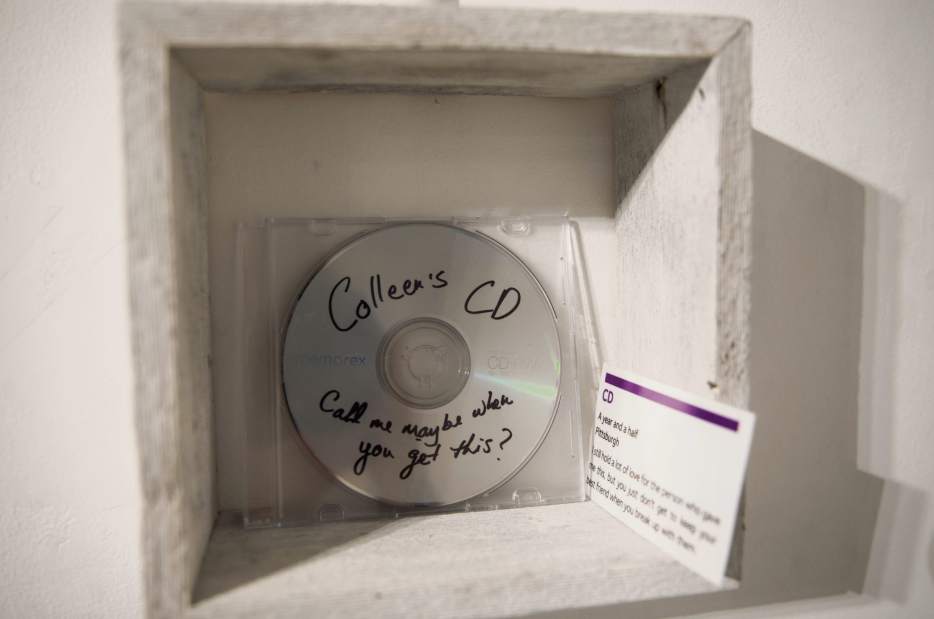 Colleen's CD
memorex
CD-R
Call me maybe when
you get this?
CD
A year and a half
Pittsburgh
I still hold a lot of love for the person who gave
me this, but you just don't get to keep your
best friend when you break up with them.